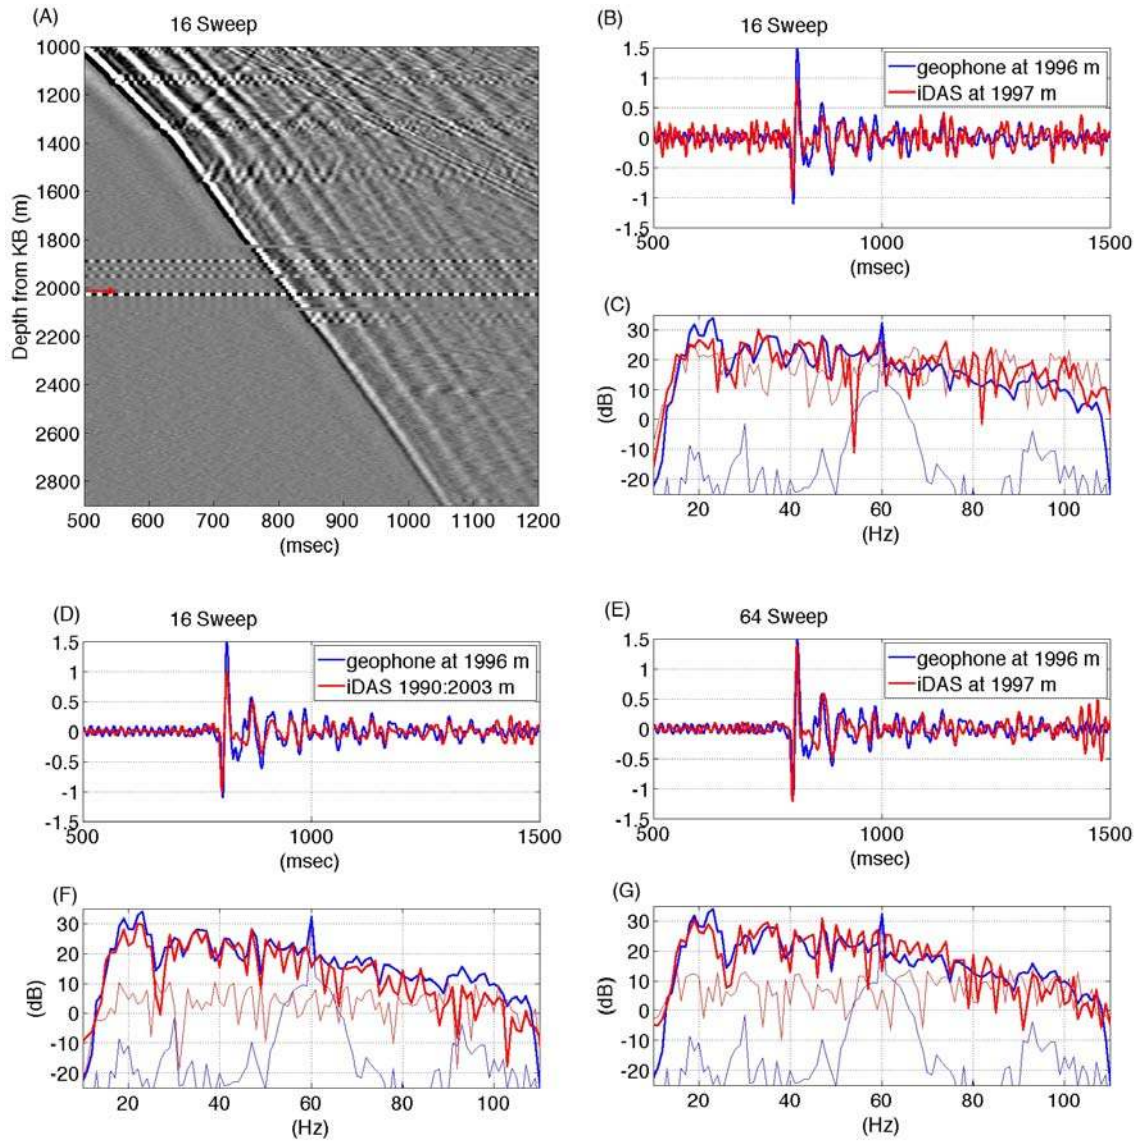 (A)
16 Sweep
1000
1200
1400
1600
1800
2000
2200
2400
2600
2800
Depth from KB (m)
500
600
700
800
900
1000
1100
1200
(msec)
(B)
16 Sweep
1.5
1
0.5
0
-0.5
-1
-1.5
geophone at 1996 m
iDAS at 1997 m
500
1000
1500
(msec)
(C)
30
20
10
0
-10
-20
(dB)
20
40
60
80
100
(Hz)
(D)
16 Sweep
1.5
1
0.5
0
-0.5
-1
-1.5
geophone at 1996 m
iDAS 1990:2003 m
500
1000
1500
(msec)
(E)
64 Sweep
1.5
1
0.5
0
-0.5
-1
-1.5
geophone at 1996 m
iDAS at 1997 m
500
1000
1500
(msec)
(F)
30
20
10
0
-10
-20
(dB)
20
40
60
80
100
(Hz)
(G)
30
20
10
0
-10
-20
(dB)
20
40
60
80
100
(Hz)